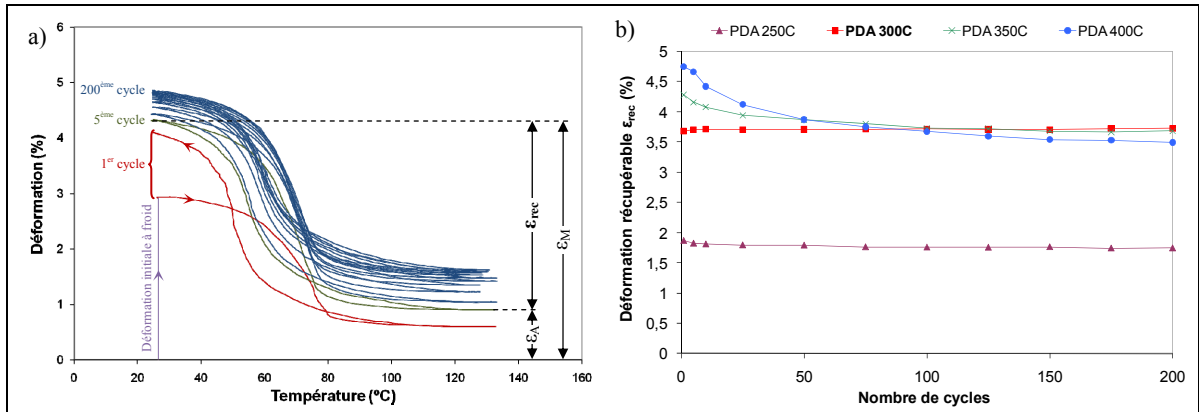 a)
Déformation (%)
6
5
4
3
2
1
0
200ème cycle
5ème cycle
1er cycle
Déformation initiale à froid
εrec
εM
εA
0 20 40 60 80 100 120 140 160
Température (°C)
b)
PDA 250C PDA 300C PDA 350C PDA 400C
Déformation récupérable εrec (%)
5
4,5
4
3,5
3
2,5
2
1,5
1
0,5
0
0 50 100 150 200
Nombre de cycles